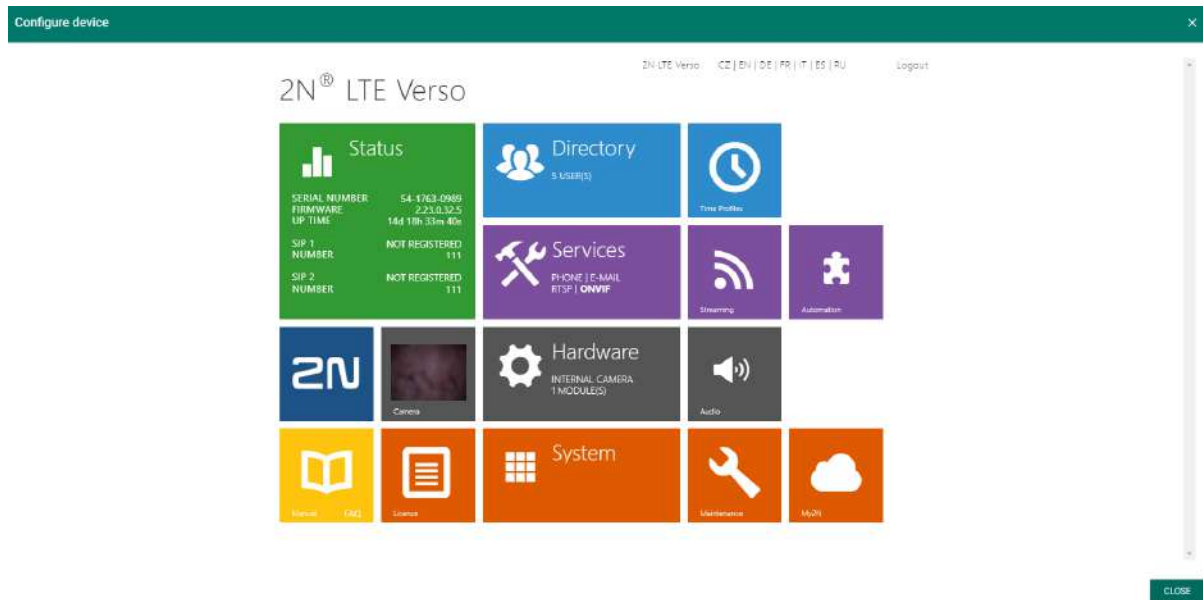 Configure device
×
2N LTE Verso CZ | EN | DE | FR | IT | ES | RU Logout
2N® LTE Verso
Status
SERIAL NUMBER 54-1763-0989
FIRMWARE 2.23.0.32.5
UP TIME 14d 18h 33m 40s
SIP 1 NOT REGISTERED
NUMBER 111
SIP 2 NOT REGISTERED
NUMBER 111
Directory
5 USER(S)
Time Profiles
Services
PHONE | E-MAIL
RTSP | ONVIF
Streaming
Automation
2N
Camera
Hardware
INTERNAL CAMERA
1 MODULE(S)
Audio
Manual FAQ
Licence
System
Maintenance
My2N
CLOSE